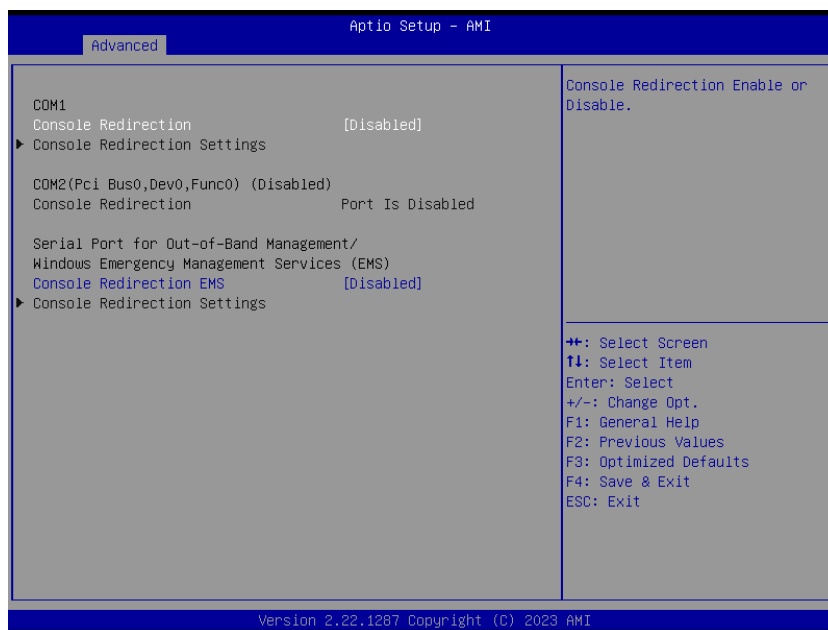 Aptio Setup – AMI
Advanced
COM1
Console Redirection [Disabled]
▶ Console Redirection Settings
COM2(Pci Bus0,Dev0,Func0) (Disabled)
Console Redirection Port Is Disabled
Serial Port for Out-of-Band Management/
Windows Emergency Management Services (EMS)
Console Redirection EMS [Disabled]
▶ Console Redirection Settings
Console Redirection Enable or
Disable.
→←: Select Screen
↑↓: Select Item
Enter: Select
+/-: Change Opt.
F1: General Help
F2: Previous Values
F3: Optimized Defaults
F4: Save & Exit
ESC: Exit
Version 2.22.1287 Copyright (C) 2023 AMI